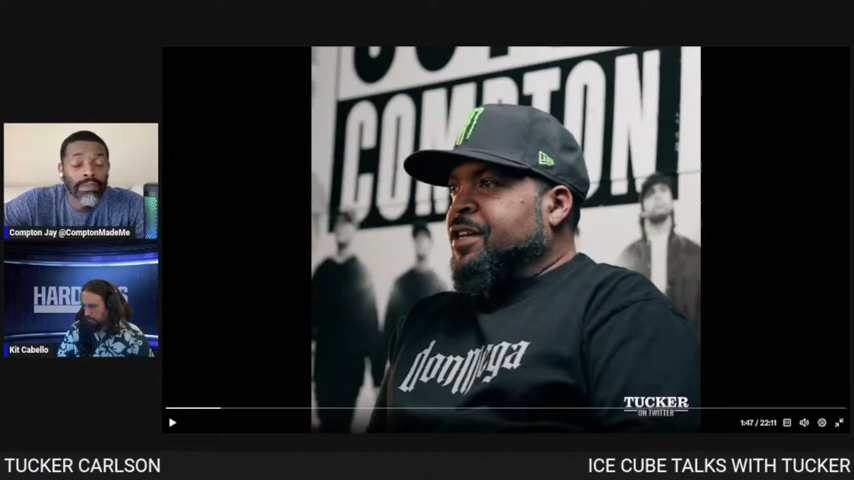 COMPTON
Compton Jay @ComptonMadeMe
Kit Cabello
donMega
TUCKER
ON TWITTER
1:47 / 22:11
TUCKER CARLSON
ICE CUBE TALKS WITH TUCKER